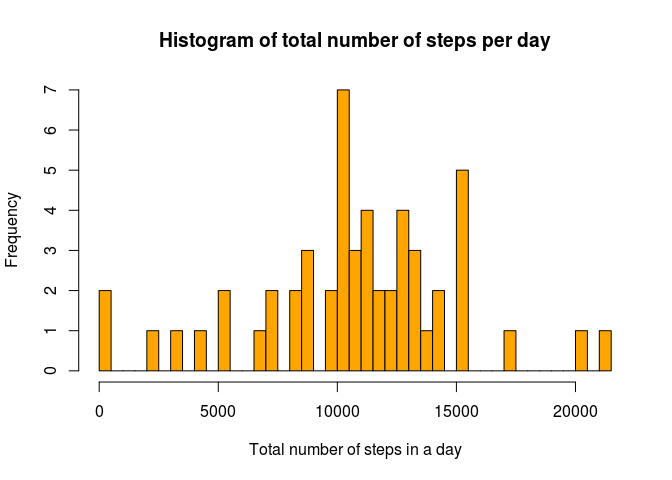 Histogram of total number of steps per day
Frequency
7
6
5
4
3
2
1
0
0 5000 10000 15000 20000
Total number of steps in a day